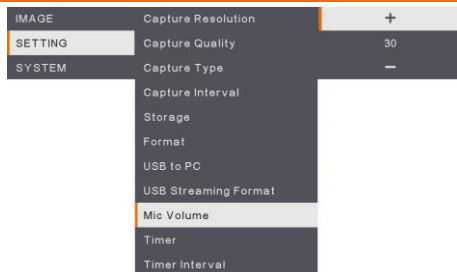 IMAGE
SETTING
SYSTEM
Capture Resolution
Capture Quality
Capture Type
Capture Interval
Storage
Format
USB to PC
USB Streaming Format
Mic Volume
Timer
Timer Interval
+
30
−